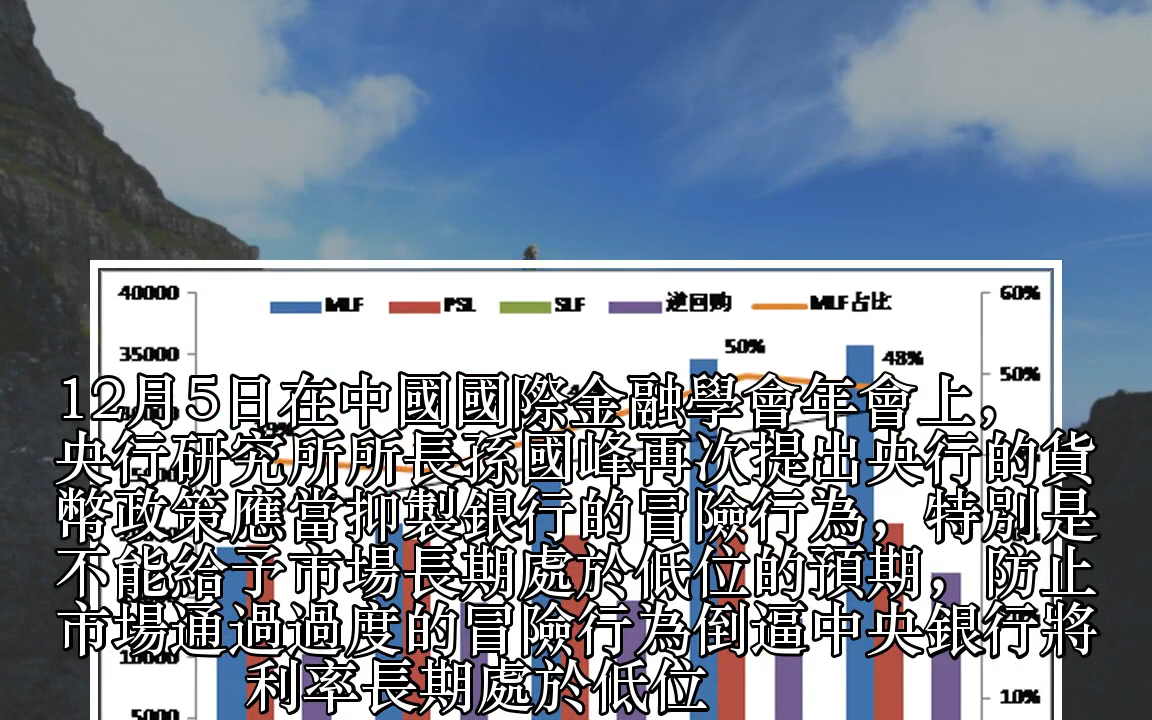 40000 MLF PSL SLF 逆回购 MLF占比 60%
35000 50% 48% 50%
12月5日在中國國際金融學會年會上，
央行研究所所長孫國峰再次提出央行的貨
幣政策應當抑製銀行的冒險行為，特別是
不能給予市場長期處於低位的預期，防止
市場通過過度的冒險行為倒逼中央銀行將
利率長期處於低位
10000
10%
5000